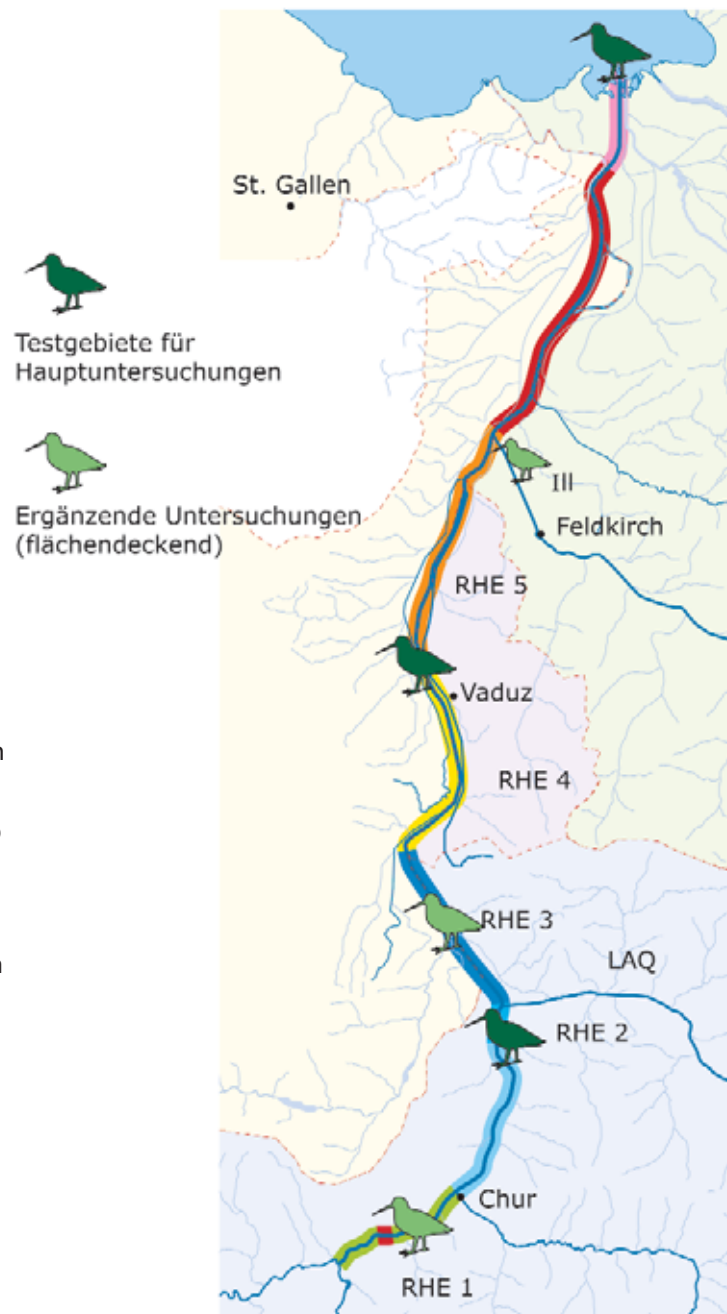 St. Gallen
Testgebiete für
Hauptuntersuchungen
Ergänzende Untersuchungen
(flächendeckend)
Ill
Feldkirch
RHE 5
Vaduz
RHE 4
RHE 3
LAQ
RHE 2
Chur
RHE 1